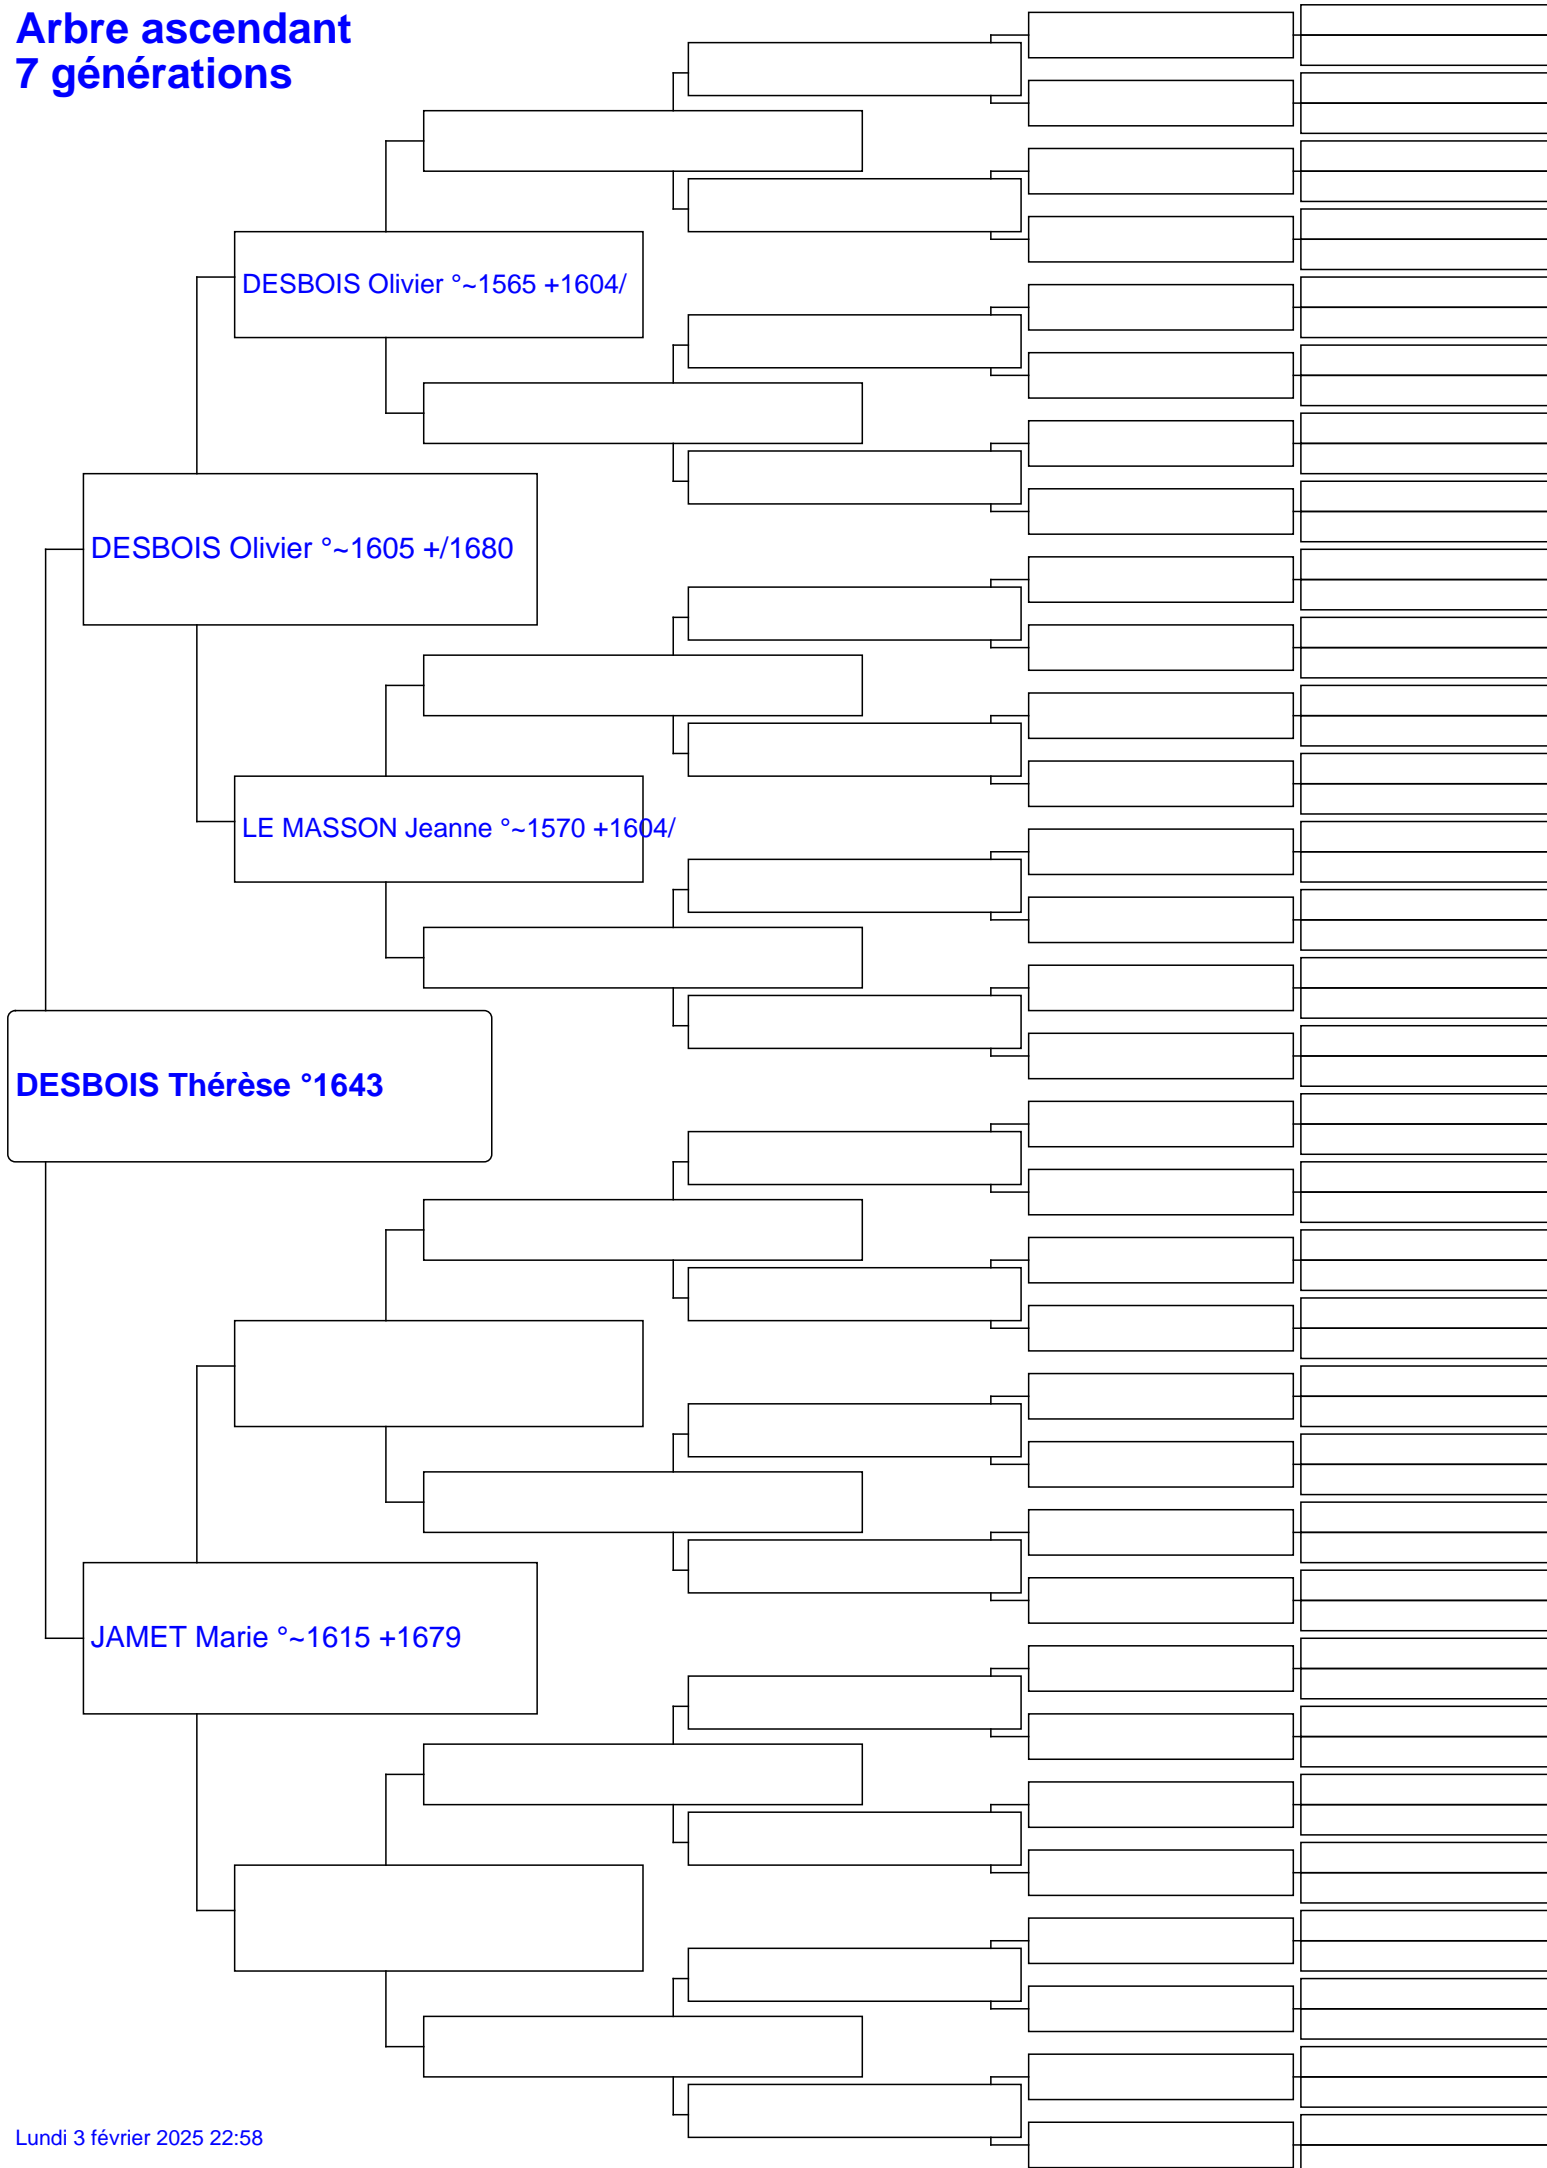 Arbre ascendant
7 générations
DESBOIS Olivier °~1565 +1604/
DESBOIS Olivier °~1605 +/1680
LE MASSON Jeanne °~1570 +1604/
DESBOIS Thérèse °1643
JAMET Marie °~1615 +1679
Lundi 3 février 2025 22:58